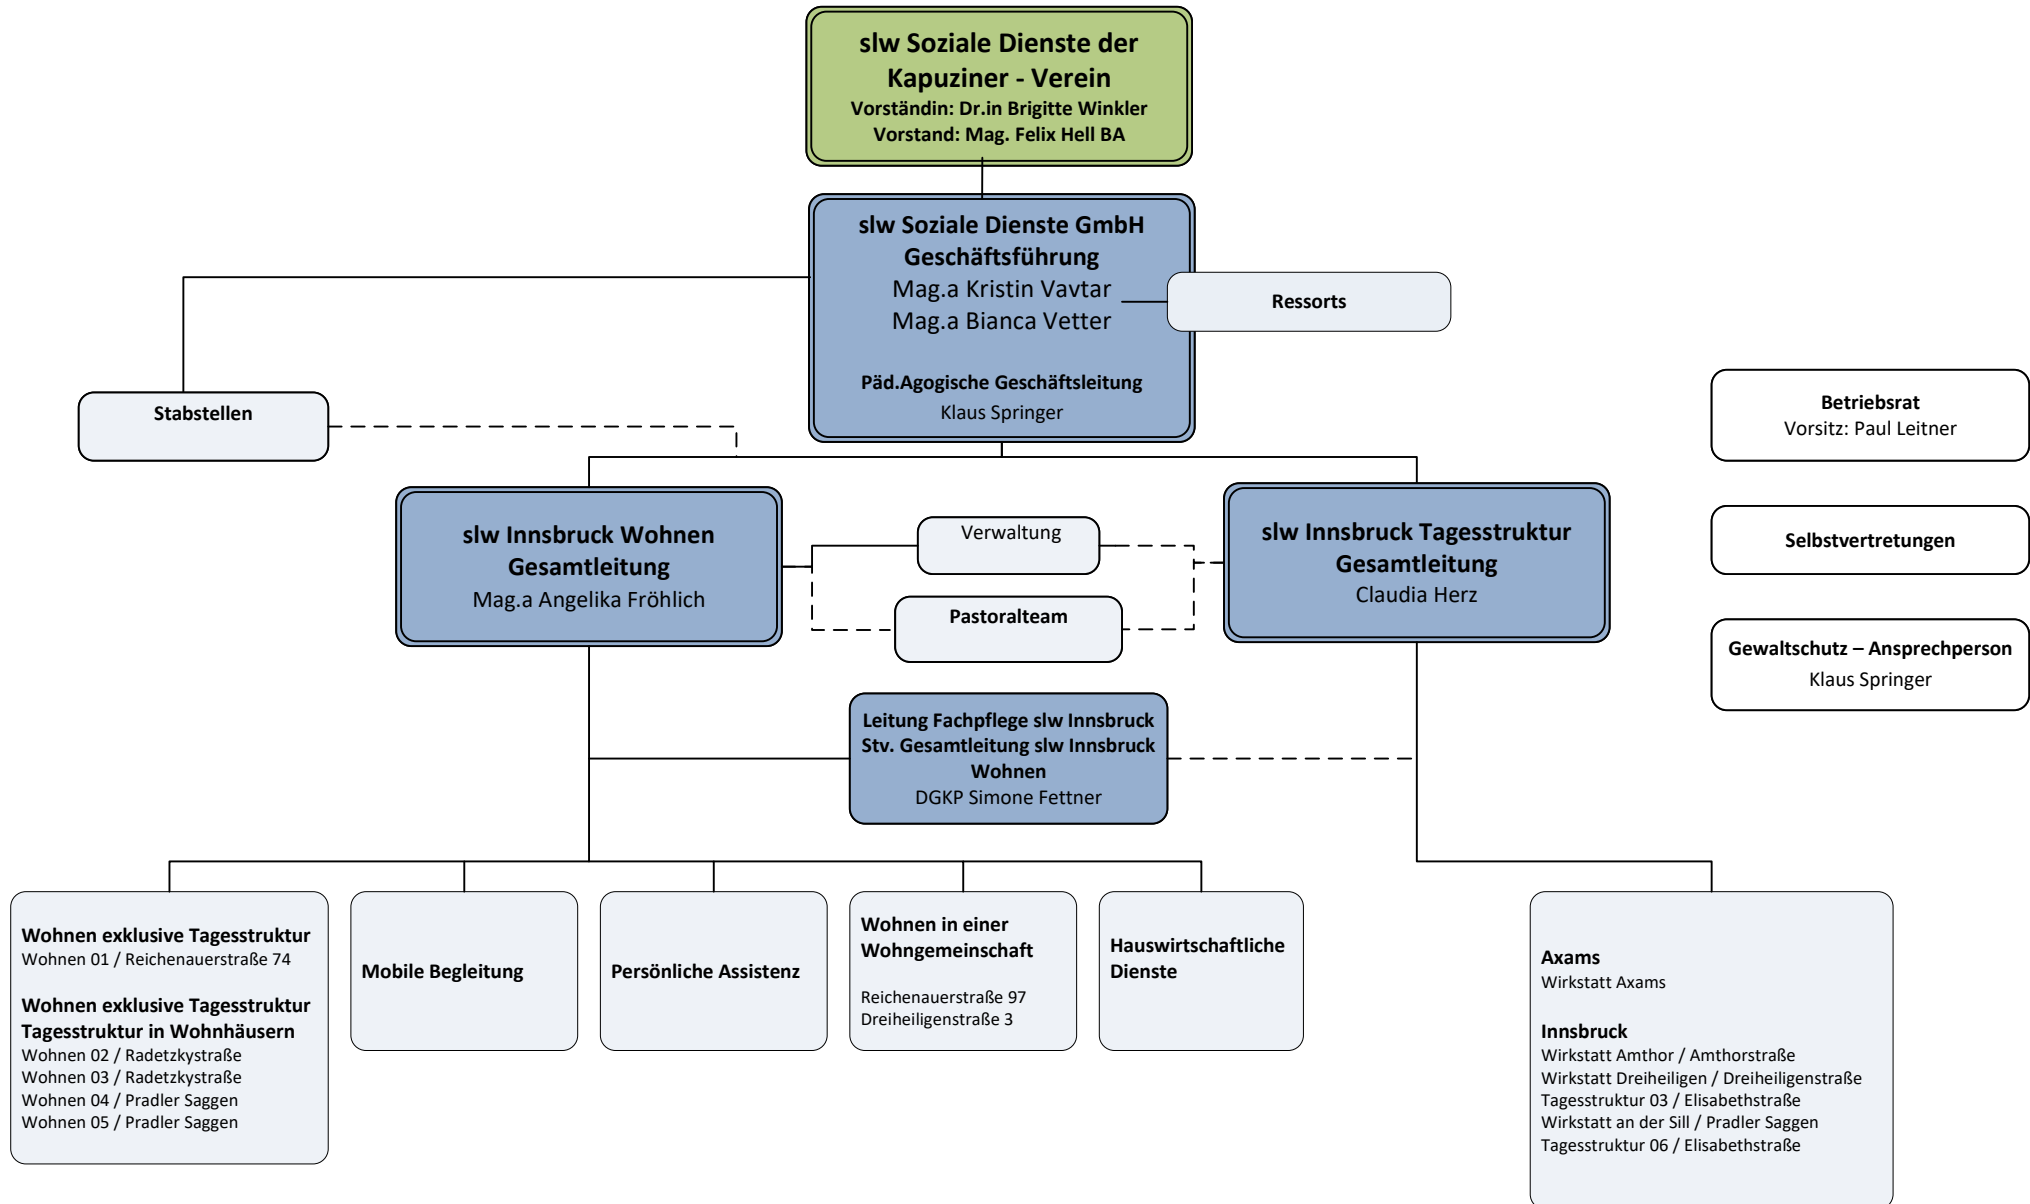 slw Soziale Dienste der
Kapuziner - Verein
Vorständin: Dr.in Brigitte Winkler
Vorstand: Mag. Felix Hell BA
slw Soziale Dienste GmbH
Geschäftsführung
Mag.a Kristin Vavtar
Mag.a Bianca Vetter
Päd.Agogische Geschäftsleitung
Klaus Springer
Ressorts
Stabstellen
Betriebsrat
Vorsitz: Paul Leitner
Selbstvertretungen
Gewaltschutz – Ansprechperson
Klaus Springer
slw Innsbruck Wohnen
Gesamtleitung
Mag.a Angelika Fröhlich
Verwaltung
Pastoralteam
slw Innsbruck Tagesstruktur
Gesamtleitung
Claudia Herz
Leitung Fachpflege slw Innsbruck
Stv. Gesamtleitung slw Innsbruck
Wohnen
DGKP Simone Fettner
Wohnen exklusive Tagesstruktur
Wohnen 01 / Reichenauerstraße 74
Wohnen exklusive Tagesstruktur
Tagesstruktur in Wohnhäusern
Wohnen 02 / Radetzkystraße
Wohnen 03 / Radetzkystraße
Wohnen 04 / Pradler Saggen
Wohnen 05 / Pradler Saggen
Mobile Begleitung
Persönliche Assistenz
Wohnen in einer
Wohngemeinschaft
Reichenauerstraße 97
Dreiheiligenstraße 3
Hauswirtschaftliche
Dienste
Axams
Wirkstatt Axams
Innsbruck
Wirkstatt Amthor / Amthorstraße
Wirkstatt Dreiheiligen / Dreiheiligenstraße
Tagesstruktur 03 / Elisabethstraße
Wirkstatt an der Sill / Pradler Saggen
Tagesstruktur 06 / Elisabethstraße